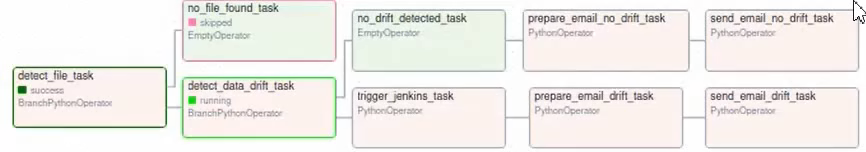 no_file_found_task
skipped
EmptyOperator
detect_file_task
success
BranchPythonOperator
detect_data_drift_task
running
BranchPythonOperator
no_drift_detected_task
EmptyOperator
prepare_email_no_drift_task
PythonOperator
send_email_no_drift_task
PythonOperator
trigger_jenkins_task
PythonOperator
prepare_email_drift_task
PythonOperator
send_email_drift_task
PythonOperator